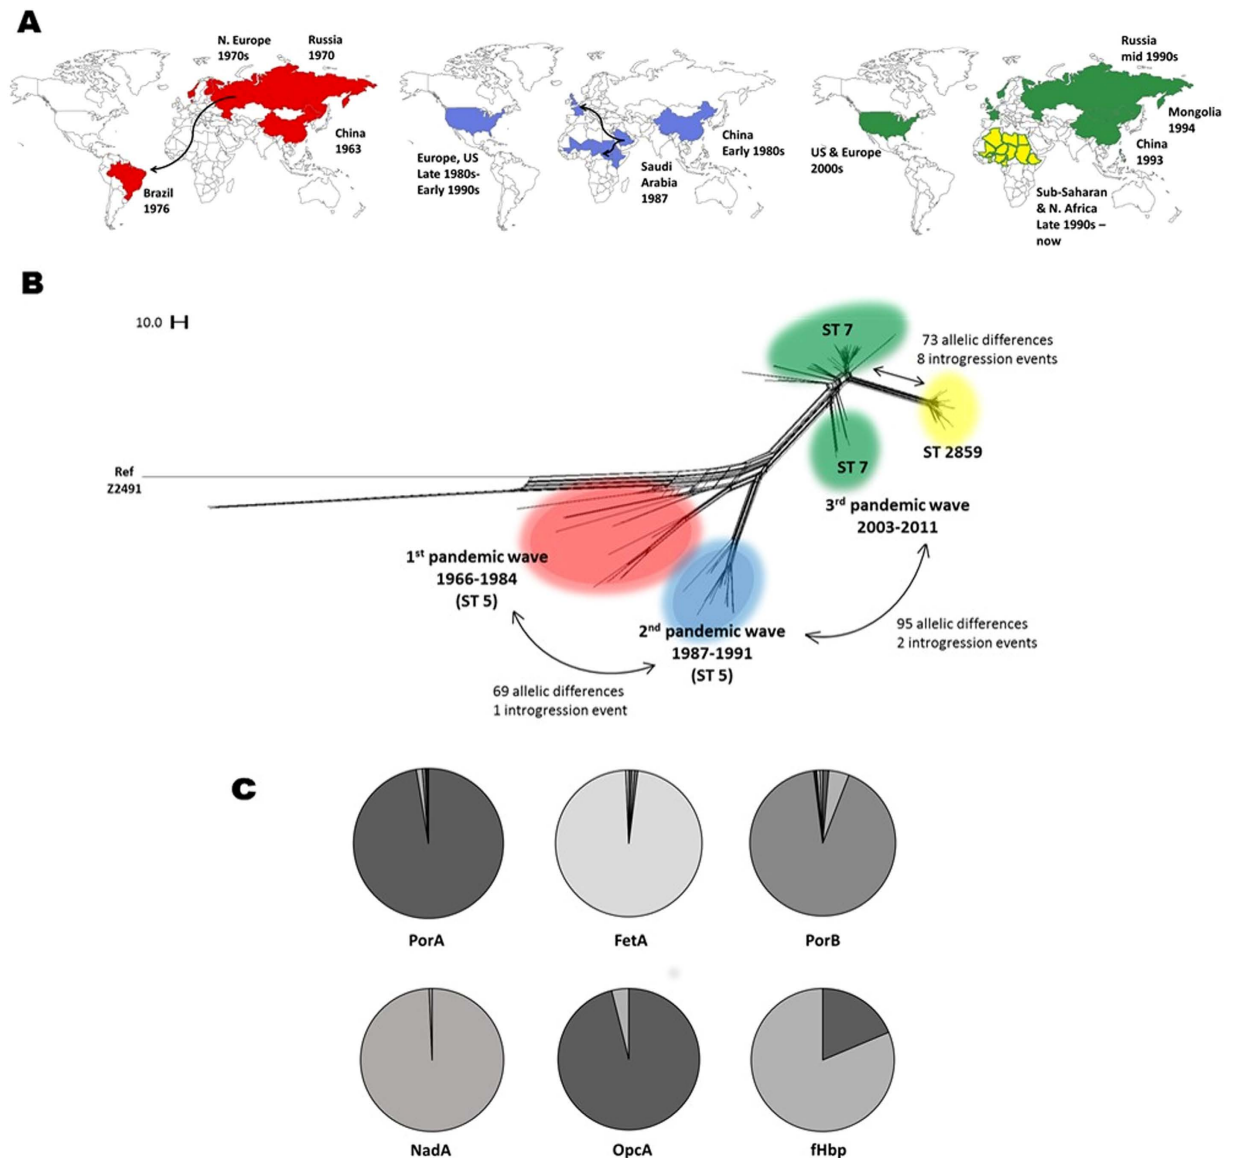 A
N. Europe
1970s
Russia
1970
China
1963
Brazil
1976
Europe, US
Late 1980s-
Early 1990s
Saudi
Arabia
1987
China
Early 1980s
Russia
mid 1990s
Mongolia
1994
China
1993
US & Europe
2000s
Sub-Saharan
& N. Africa
Late 1990s –
now
B
10.0
ST 7
73 allelic differences
8 introgression events
ST 2859
ST 7
Ref
Z2491
3rd pandemic wave
2003-2011
1st pandemic wave
1966-1984
(ST 5)
2nd pandemic wave
1987-1991
(ST 5)
95 allelic differences
2 introgression events
69 allelic differences
1 introgression event
C
PorA
FetA
PorB
NadA
OpcA
fHbp